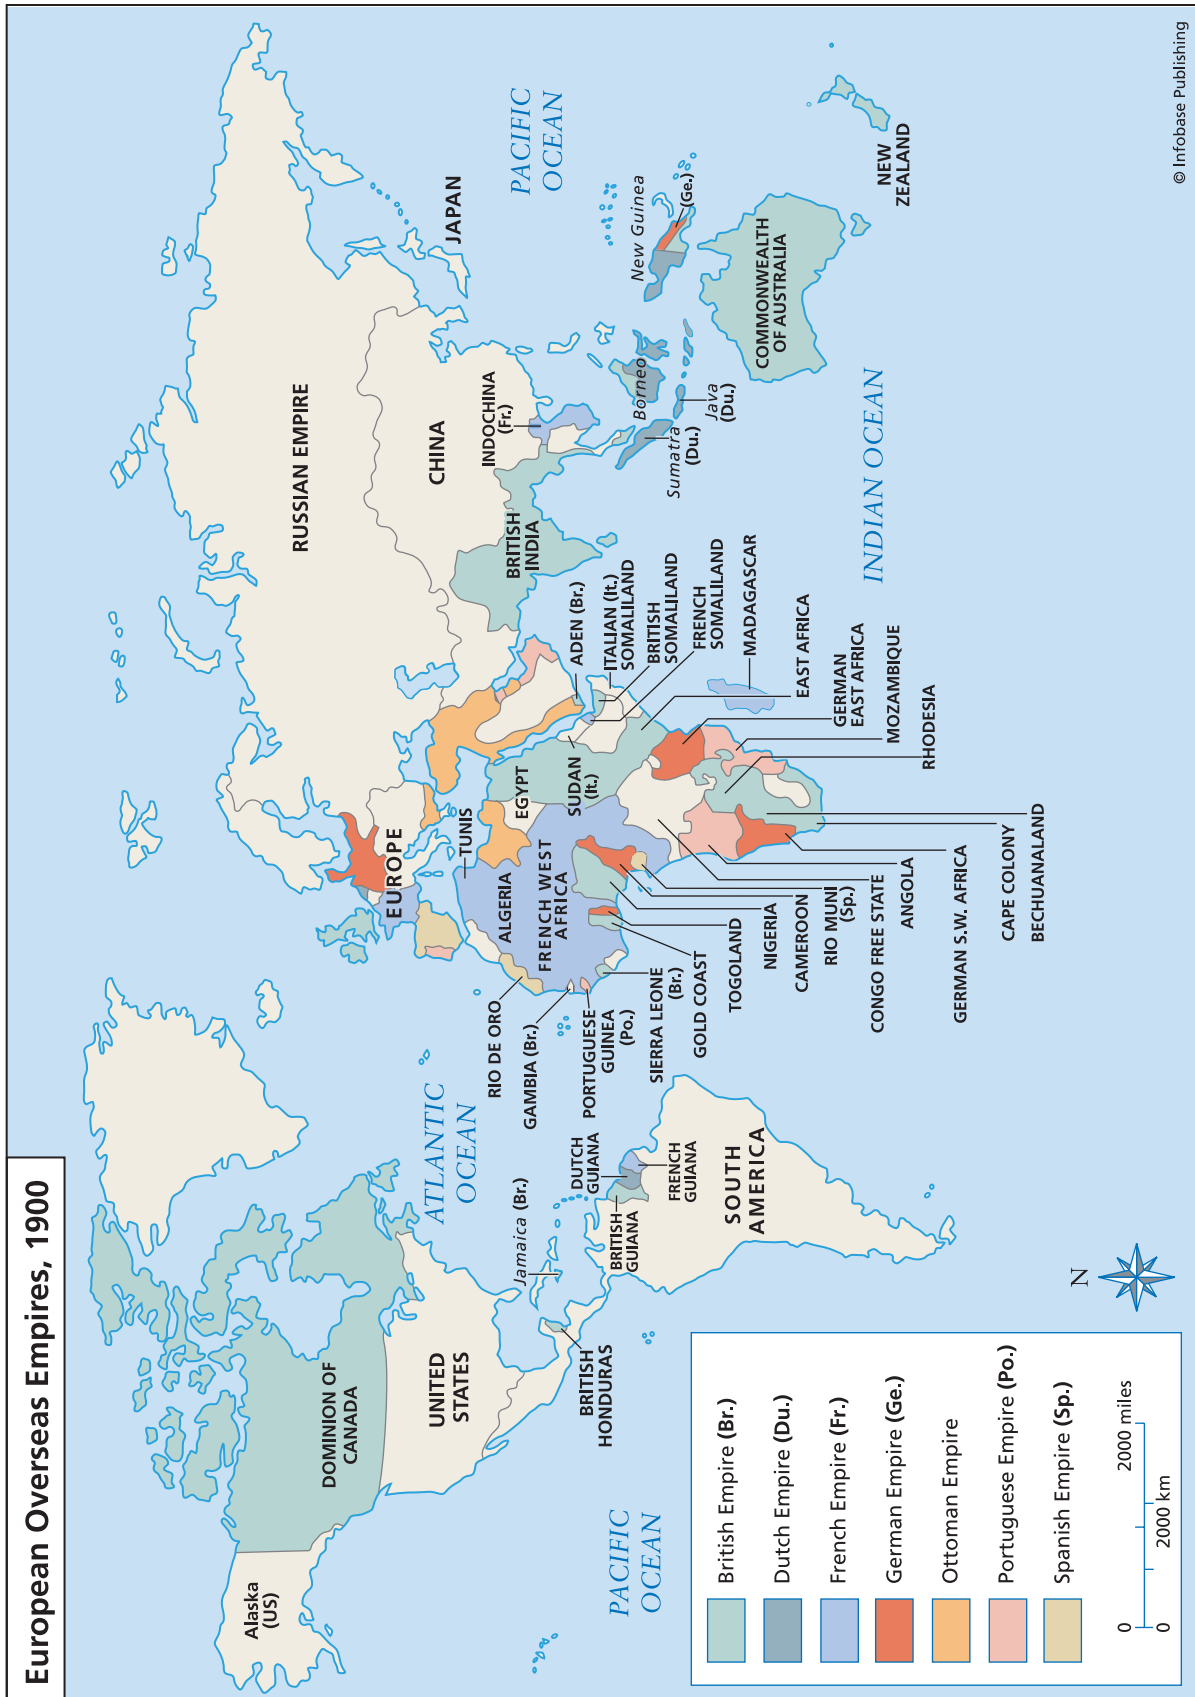 European Overseas Empires, 1900
Alaska
(US)
DOMINION OF
CANADA
UNITED
STATES
PACIFIC
OCEAN
ATLANTIC
OCEAN
Jamaica (Br.)
BRITISH
HONDURAS
BRITISH
GUIANA
DUTCH
GUIANA
FRENCH
GUIANA
SOUTH
AMERICA
RUSSIAN EMPIRE
EUROPE
CHINA
JAPAN
PACIFIC
OCEAN
INDOCHINA
(Fr.)
BRITISH
INDIA
TUNIS
ALGERIA
EGYPT
FRENCH WEST
AFRICA
SUDAN
(It.)
RIO DE ORO
GAMBIA (Br.)
PORTUGUESE
GUINEA
(Po.)
SIERRA LEONE
(Br.)
GOLD COAST
TOGOLAND
NIGERIA
CAMEROON
RIO MUNI
(Sp.)
CONGO FREE STATE
ANGOLA
GERMAN S.W. AFRICA
CAPE COLONY
BECHUANALAND
ADEN (Br.)
ITALIAN (It.)
SOMALILAND
BRITISH
SOMALILAND
FRENCH
SOMALILAND
MADAGASCAR
EAST AFRICA
GERMAN
EAST AFRICA
MOZAMBIQUE
RHODESIA
INDIAN OCEAN
Sumatra
(Du.)
Java
(Du.)
Borneo
New Guinea
(Ge.)
COMMONWEALTH
OF AUSTRALIA
NEW
ZEALAND
N
British Empire (Br.)
Dutch Empire (Du.)
French Empire (Fr.)
German Empire (Ge.)
Ottoman Empire
Portuguese Empire (Po.)
Spanish Empire (Sp.)
0 2000 miles
0 2000 km
© Infobase Publishing